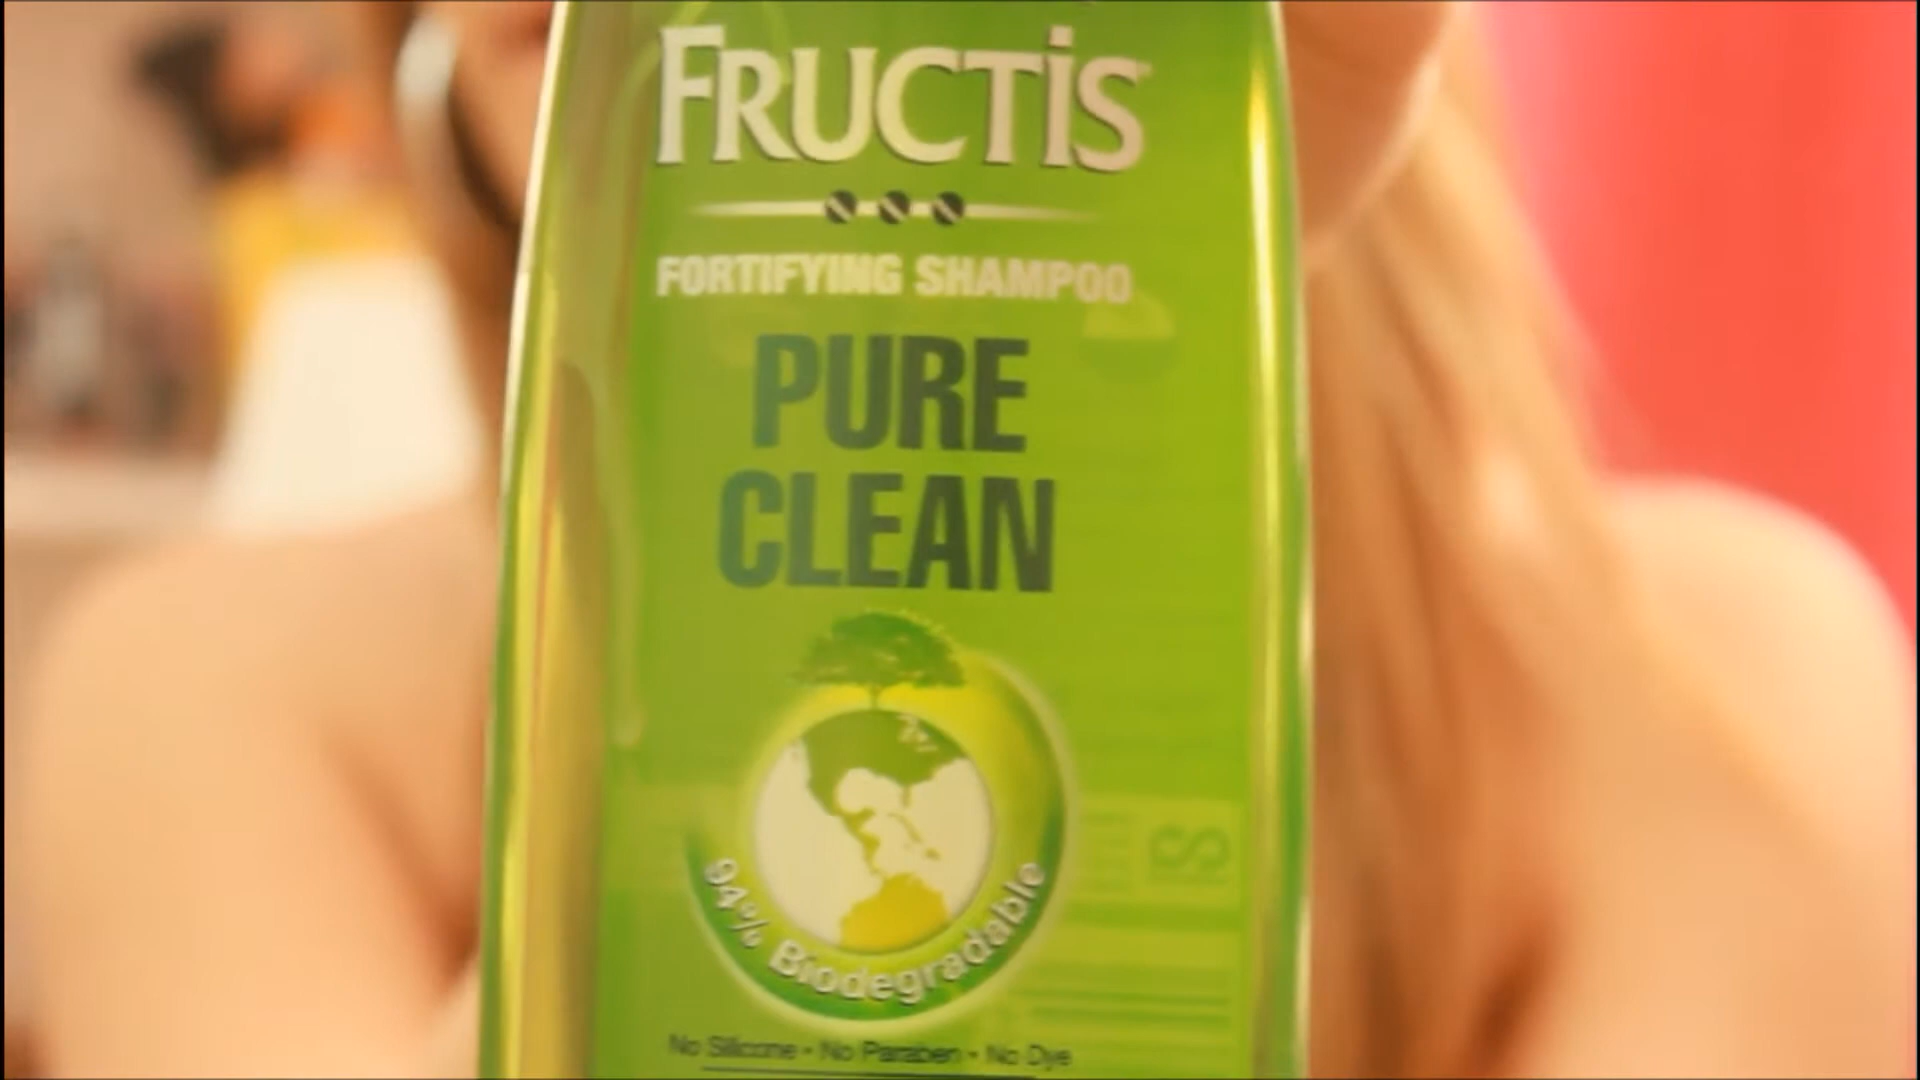 FRUCTiS
FORTIFYING SHAMPOO
PURE
CLEAN
94% Biodegradable
No Silicone • No Paraben • No Dye